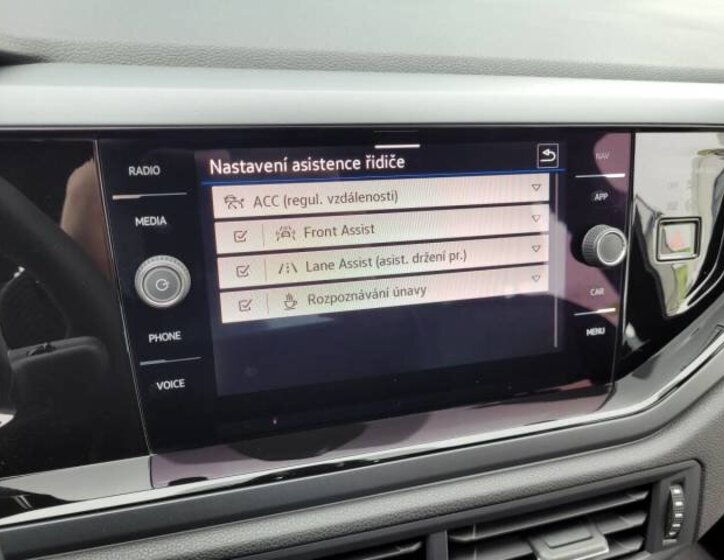 RADIO
MEDIA
PHONE
VOICE
Nastavení asistence řidiče
ACC (regul. vzdálenosti)
Front Assist
Lane Assist (asist. držení pr.)
Rozpoznávání únavy
NAV
APP
CAR
MENU